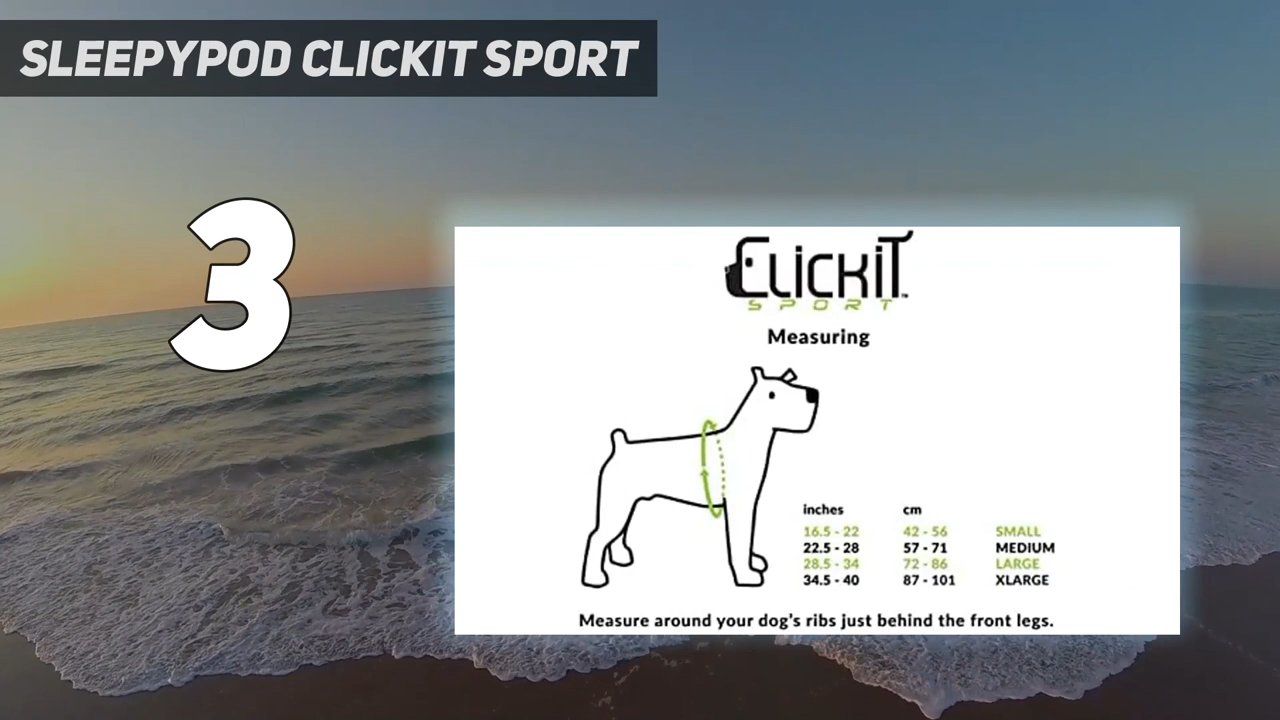 SLEEPYPOD CLICKIT SPORT
3
CLiCKiT™
SPORT
Measuring
inches cm
16.5 - 22 42 - 56 SMALL
22.5 - 28 57 - 71 MEDIUM
28.5 - 34 72 - 86 LARGE
34.5 - 40 87 - 101 XLARGE
Measure around your dog's ribs just behind the front legs.